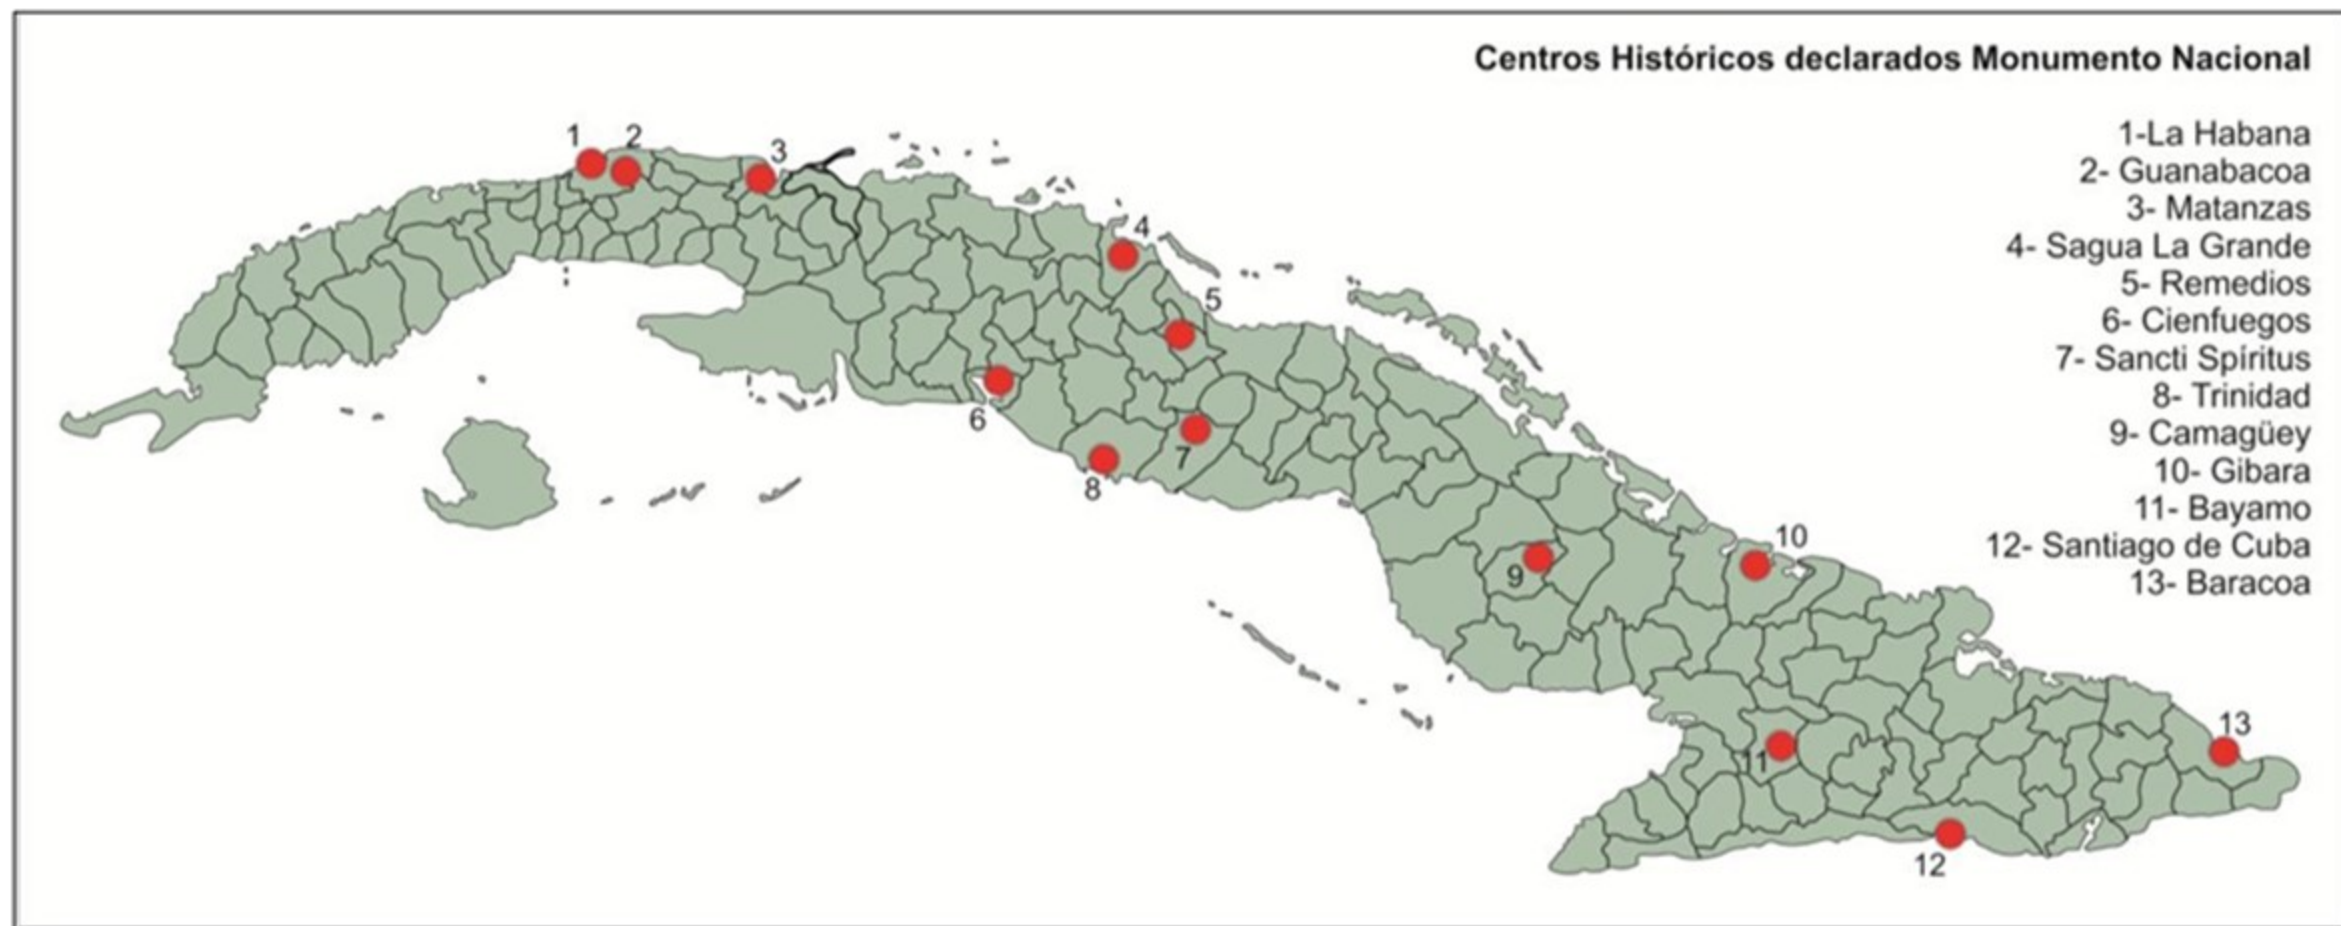 Centros Históricos declarados Monumento Nacional
1-La Habana
2- Guanabacoa
3- Matanzas
4- Sagua La Grande
5- Remedios
6- Cienfuegos
7- Sancti Spíritus
8- Trinidad
9- Camagüey
10- Gibara
11- Bayamo
12- Santiago de Cuba
13- Baracoa
1
2
3
4
5
6
7
8
9
10
11
12
13